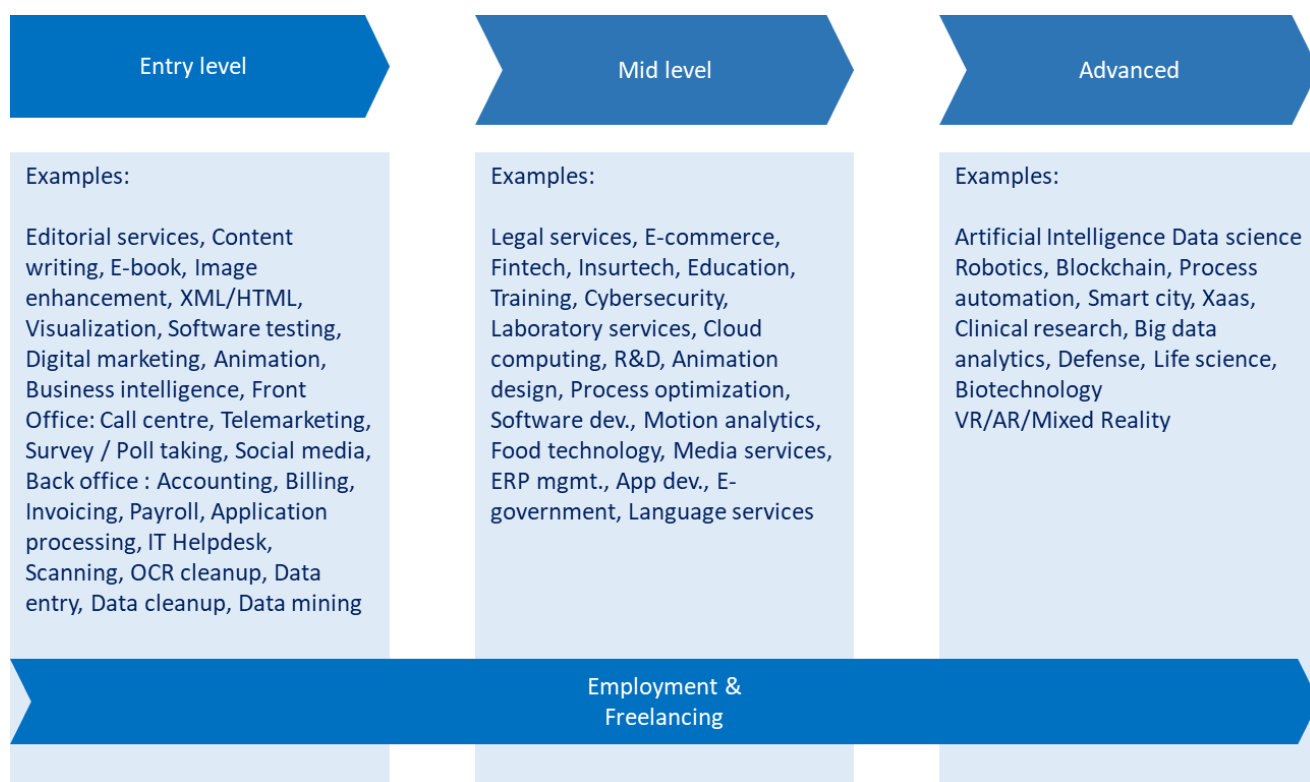 Entry level
Mid level
Advanced
Examples:
Editorial services, Content
writing, E-book, Image
enhancement, XML/HTML,
Visualization, Software testing,
Digital marketing, Animation,
Business intelligence, Front
Office: Call centre, Telemarketing,
Survey / Poll taking, Social media,
Back office : Accounting, Billing,
Invoicing, Payroll, Application
processing, IT Helpdesk,
Scanning, OCR cleanup, Data
entry, Data cleanup, Data mining
Examples:
Legal services, E-commerce,
Fintech, Insurtech, Education,
Training, Cybersecurity,
Laboratory services, Cloud
computing, R&D, Animation
design, Process optimization,
Software dev., Motion analytics,
Food technology, Media services,
ERP mgmt., App dev., E-
government, Language services
Examples:
Artificial Intelligence Data science
Robotics, Blockchain, Process
automation, Smart city, Xaas,
Clinical research, Big data
analytics, Defense, Life science,
Biotechnology
VR/AR/Mixed Reality
Employment &
Freelancing